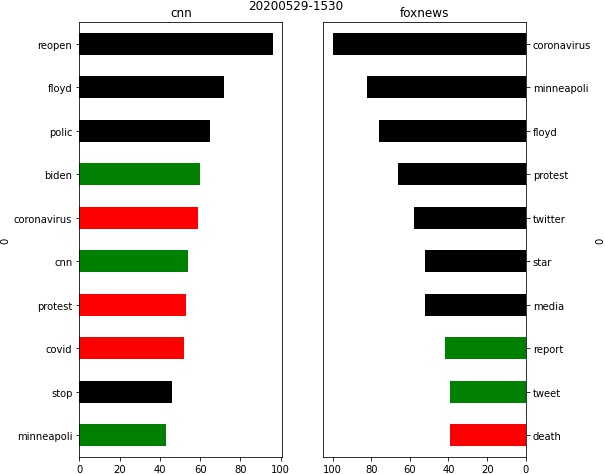 20200529-1530
cnn
foxnews
reopen
floyd
polic
biden
coronavirus
cnn
protest
covid
stop
minneapoli
0
0 20 40 60 80 100
coronavirus
minneapoli
floyd
protest
twitter
star
media
report
tweet
death
0
100 80 60 40 20 0